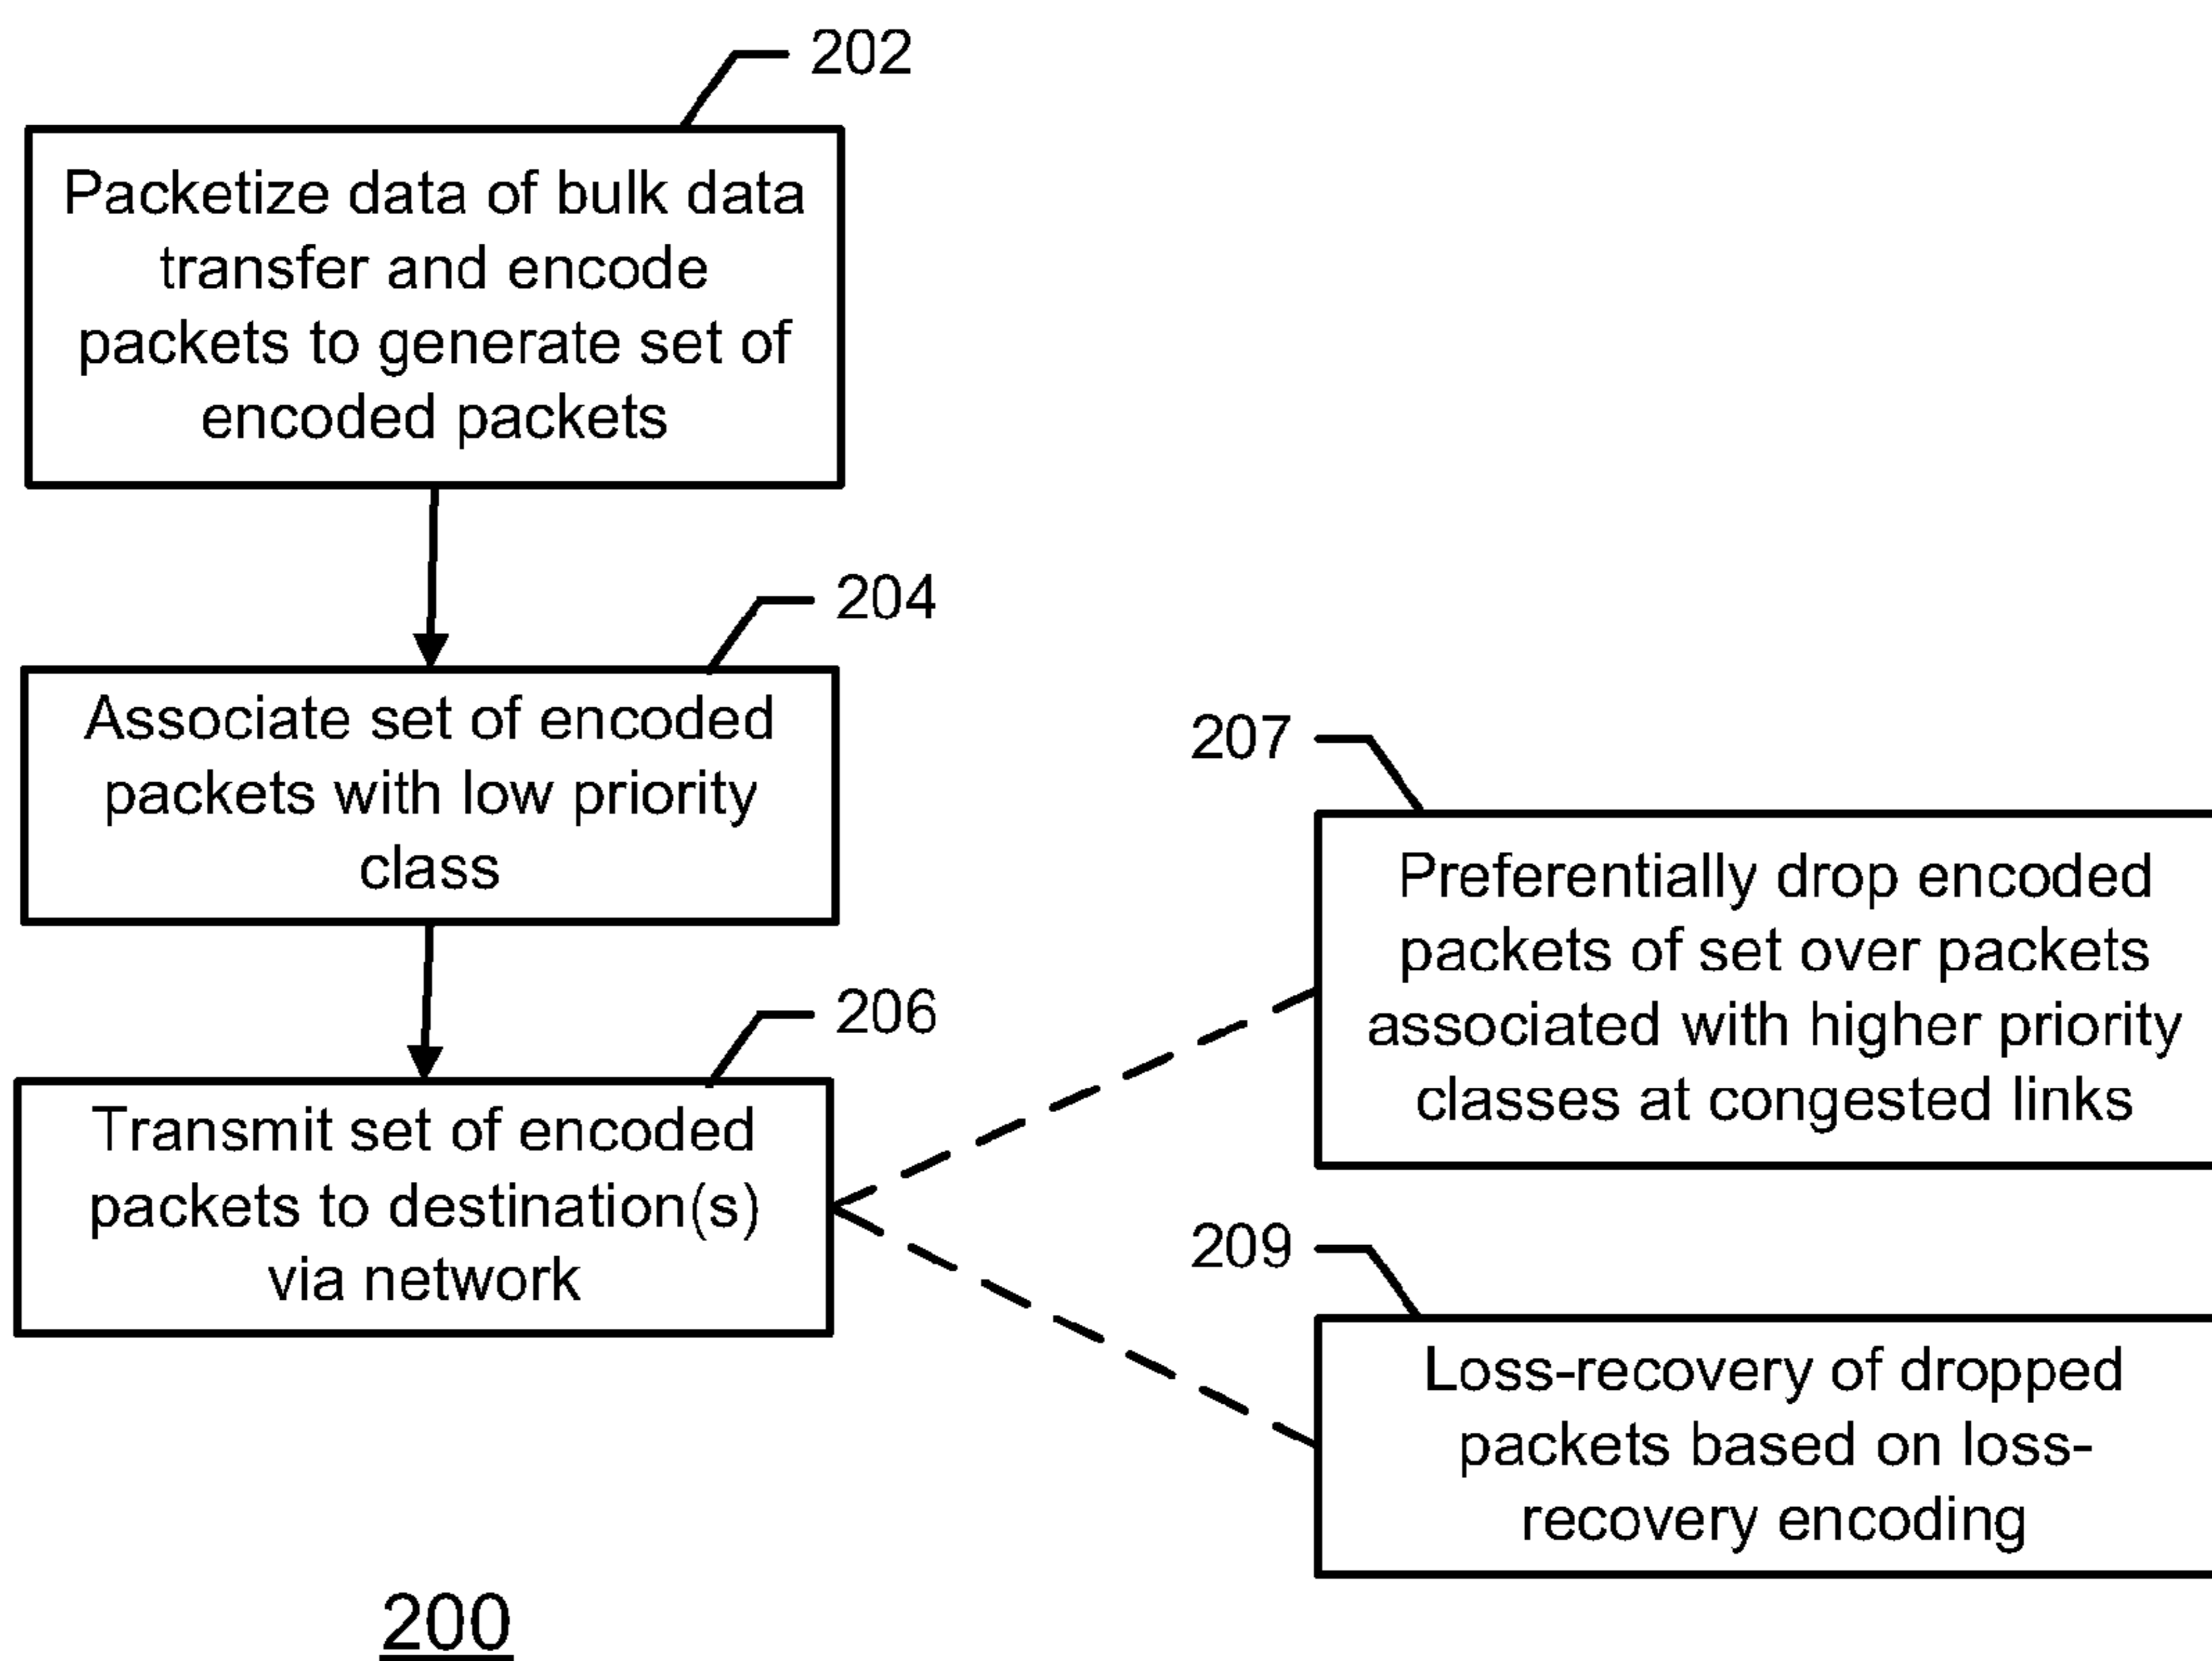 202
Packetize data of bulk data
transfer and encode
packets to generate set of
encoded packets
204
Associate set of encoded
packets with low priority
class
206
Transmit set of encoded
packets to destination(s)
via network
207
Preferentially drop encoded
packets of set over packets
associated with higher priority
classes at congested links
209
Loss-recovery of dropped
packets based on loss-
recovery encoding
200